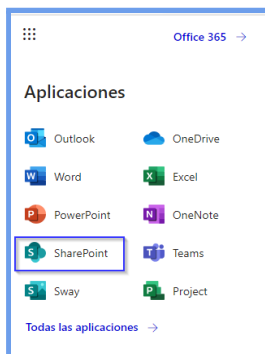 Office 365 →
Aplicaciones
Outlook OneDrive
Word Excel
PowerPoint OneNote
SharePoint Teams
Sway Project
Todas las aplicaciones →